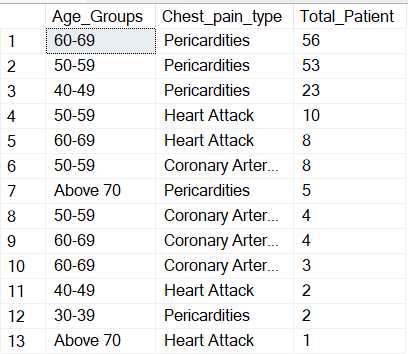 Age_Groups Chest_pain_type Total_Patient
1 60-69 Pericardities 56
2 50-59 Pericardities 53
3 40-49 Pericardities 23
4 50-59 Heart Attack 10
5 60-69 Heart Attack 8
6 50-59 Coronary Arter... 8
7 Above 70 Pericardities 5
8 50-59 Coronary Arter... 4
9 60-69 Coronary Arter... 4
10 60-69 Coronary Arter... 3
11 40-49 Heart Attack 2
12 30-39 Pericardities 2
13 Above 70 Heart Attack 1